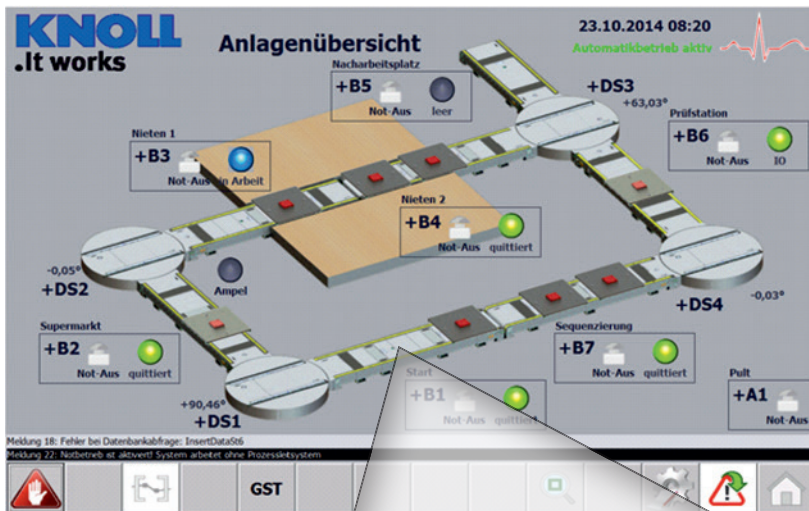 KNOLL
.It works
Anlagenübersicht
23.10.2014 08:20
Automatikbetrieb aktiv
Nacharbeitsplatz
+B5
Not-Aus leer
+DS3
+63,03°
Prüfstation
+B6
Not-Aus IO
Nieten 1
+B3
Not-Aus in Arbeit
Nieten 2
+B4
Not-Aus quittiert
-0,05°
+DS2
Ampel
+DS4
-0,03°
Supermarkt
+B2
Not-Aus quittiert
Sequenzierung
+B7
Not-Aus quittiert
Start
+B1
Not-Aus quittiert
Pult
+A1
Not-Aus
+90,46°
+DS1
Meldung 18: Fehler bei Datenbankabfrage: InsertDataSt6
Meldung 22: Notbetrieb ist aktiviert! System arbeitet ohne Prozessleitsystem
GST